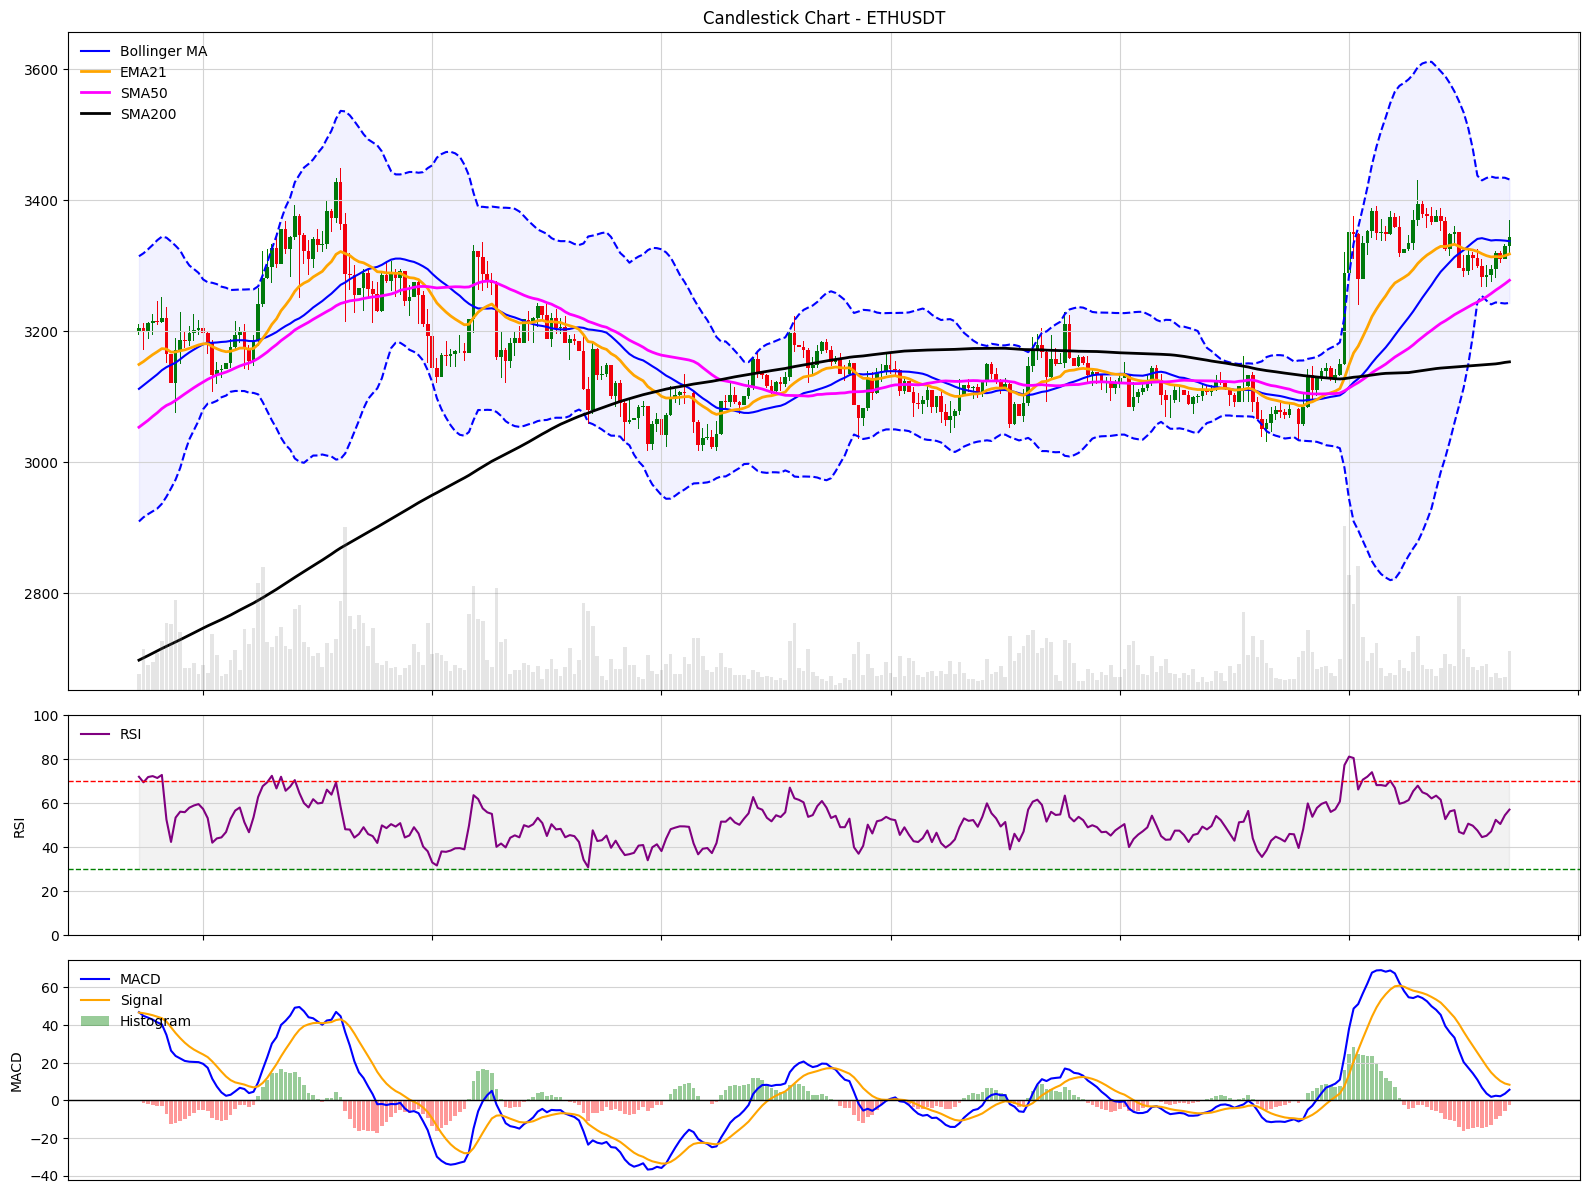 Candlestick Chart - ETHUSDT
Bollinger MA
EMA21
SMA50
SMA200
3600
3400
3200
3000
2800
RSI
100
80
60
40
20
0
RSI
MACD
Signal
Histogram
60
40
20
0
−20
−40
MACD